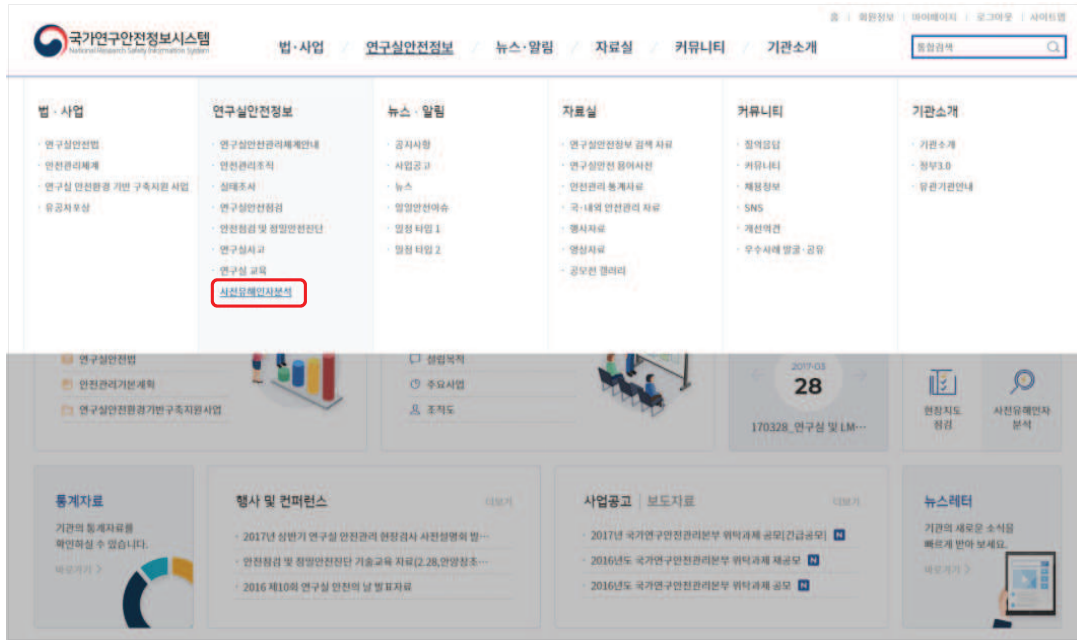 홈 | 회원정보 | 마이페이지 | 로그아웃 | 사이트맵
국가연구안전정보시스템
National Research Safety Information System
법·사업 / 연구실안전정보 / 뉴스·알림 / 자료실 / 커뮤니티 / 기관소개
통합검색
법·사업
· 연구실안전법
· 안전관리체계
· 연구실 안전환경 기반 구축지원 사업
· 유공자포상
연구실안전정보
· 연구실안전관리체계안내
· 안전관리조직
· 실태조사
· 연구실안전점검
· 안전점검 및 정밀안전진단
· 연구실사고
· 연구실 교육
사전유해인자분석
뉴스·알림
· 공지사항
· 사업공고
· 뉴스
· 일일안전이슈
· 일정 타입 1
· 일정 타입 2
자료실
· 연구실안전정보 검색 자료
· 연구실안전 용어사전
· 안전관리 통계자료
· 국·내외 안전관리 자료
· 행사자료
· 영상자료
· 공모전 갤러리
커뮤니티
· 질의응답
· 커뮤니티
· 채용정보
· SNS
· 개선의견
· 우수사례 발굴·공유
기관소개
· 기관소개
· 정부3.0
· 유관기관안내
연구실안전법
안전관리기본계획
연구실안전환경기반구축지원사업
설립목적
주요사업
조직도
2017-03
28
170328_연구실 및 LM···
현장지도
점검
사전유해인자
분석
통계자료
기관의 통계자료를
확인하실 수 있습니다.
바로가기 >
행사 및 컨퍼런스
더보기
· 2017년 상반기 연구실 안전관리 현장검사 사전설명회 발···
· 안전점검 및 정밀안전진단 기술교육 자료(2.28,안양창조···
· 2016 제10회 연구실 안전의 날 발표자료
사업공고 | 보도자료
더보기
· 2017년 국가연구안전관리본부 위탁과제 공모[긴급공모] N
· 2016년도 국가연구안전관리본부 위탁과제 재공모 N
· 2016년도 국가연구안전관리본부 위탁과제 공모 N
뉴스레터
기관의 새로운 소식을
빠르게 받아 보세요.
바로가기 >